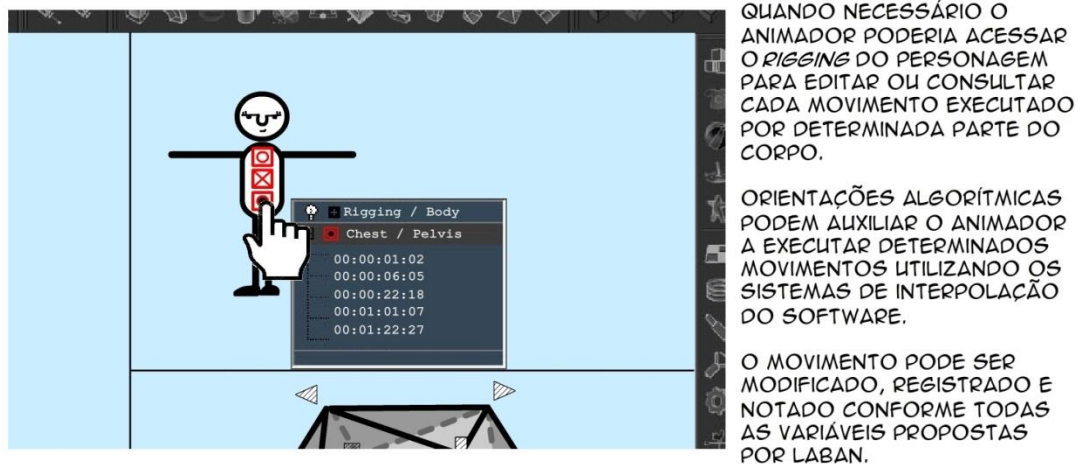 QUANDO NECESSÁRIO O
ANIMADOR PODERIA ACESSAR
O RIGGING DO PERSONAGEM
PARA EDITAR OU CONSULTAR
CADA MOVIMENTO EXECUTADO
POR DETERMINADA PARTE DO
CORPO.
ORIENTAÇÕES ALGORÍTMICAS
PODEM AUXILIAR O ANIMADOR
A EXECUTAR DETERMINADOS
MOVIMENTOS UTILIZANDO OS
SISTEMAS DE INTERPOLAÇÃO
DO SOFTWARE.
O MOVIMENTO PODE SER
MODIFICADO, REGISTRADO E
NOTADO CONFORME TODAS
AS VARIÁVEIS PROPOSTAS
POR LABAN.
Rigging / Body
Chest / Pelvis
00:00:01:02
00:00:06:05
00:00:22:18
00:01:01:07
00:01:22:27